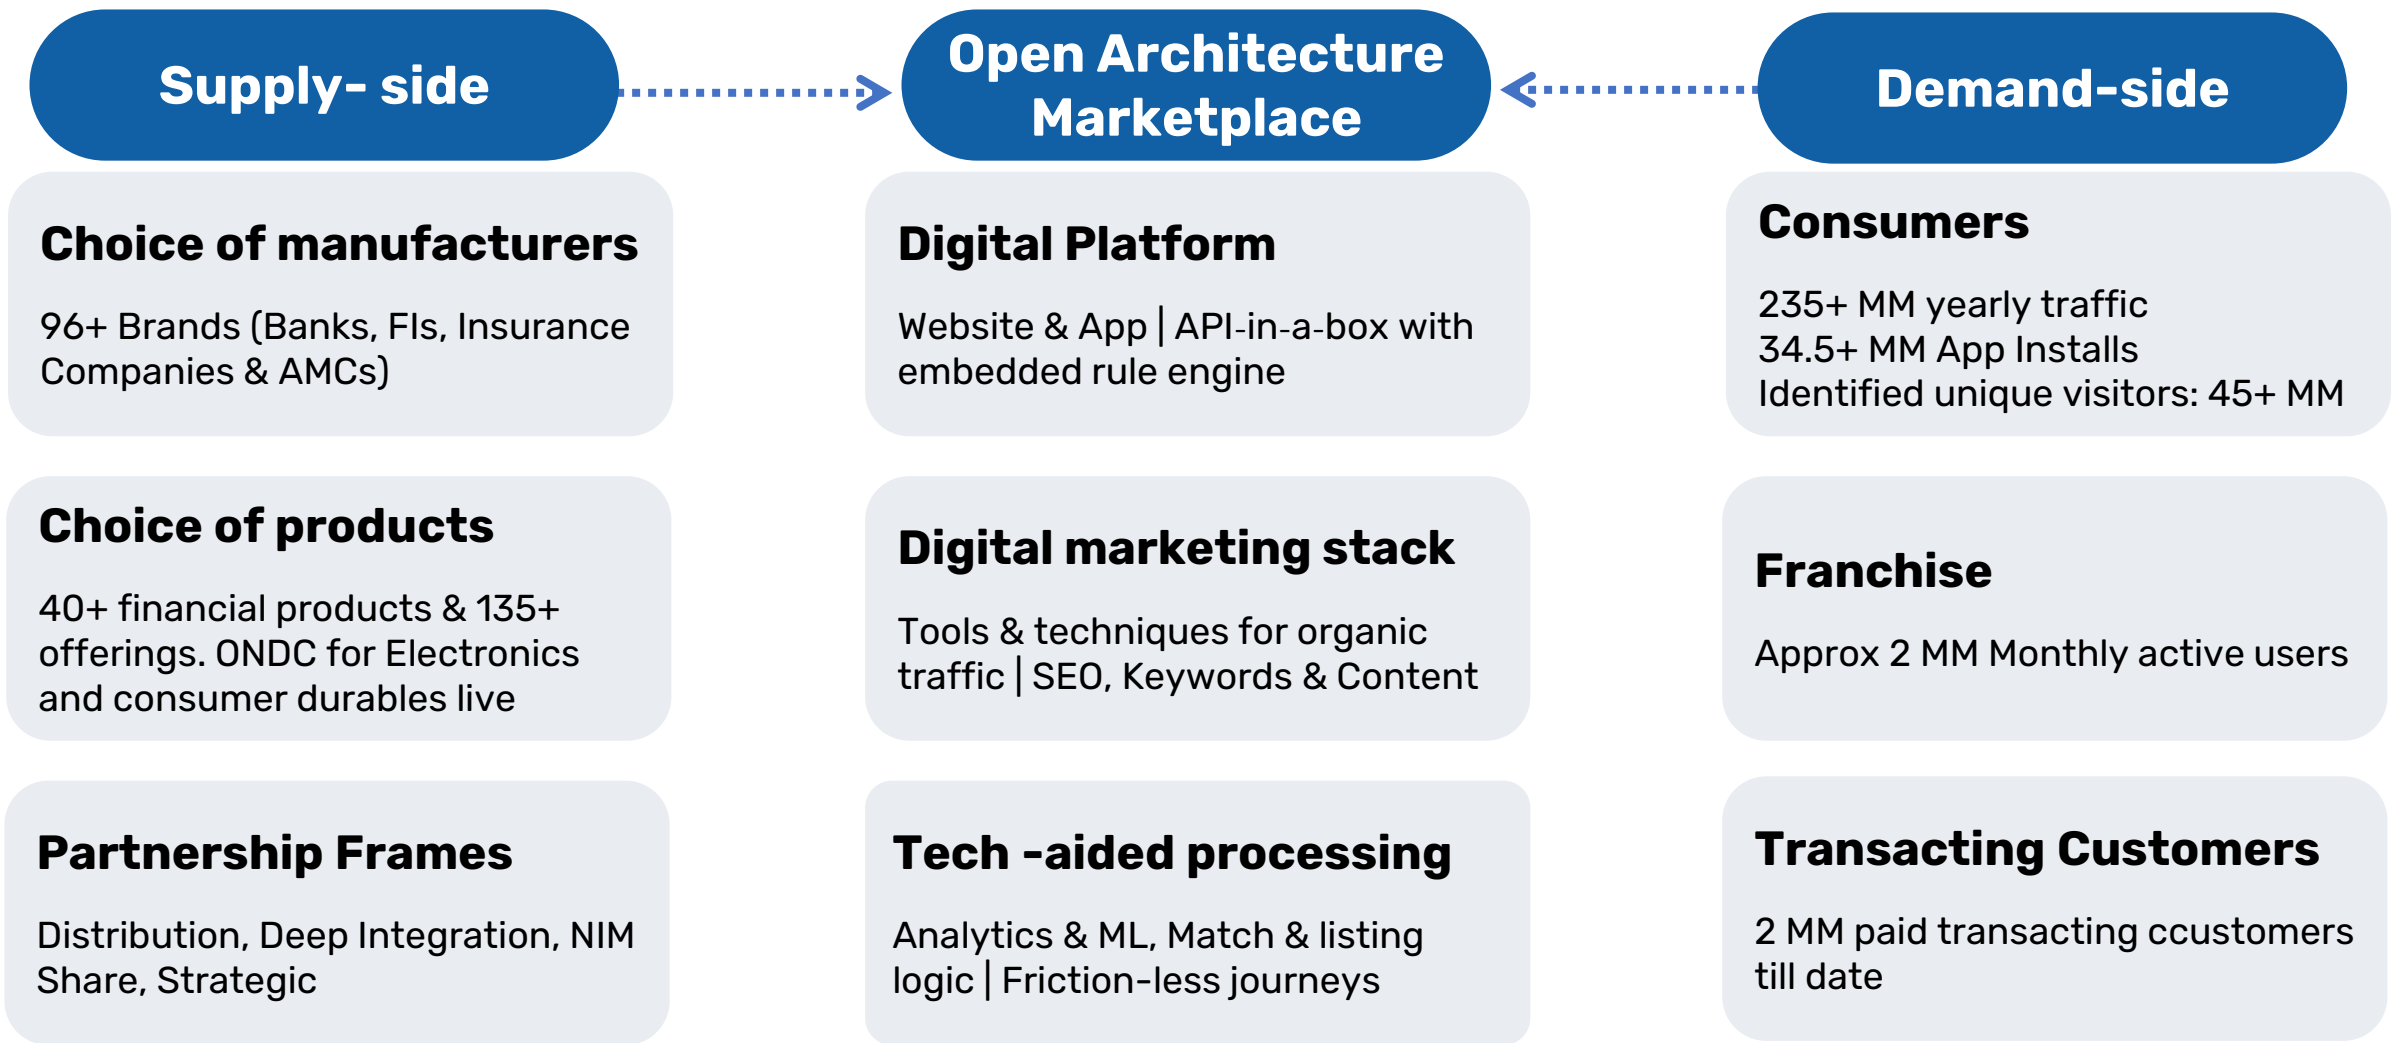 Supply- side
Choice of manufacturers
96+ Brands (Banks, FIs, Insurance
Companies & AMCs)
Choice of products
40+ financial products & 135+
offerings. ONDC for Electronics
and consumer durables live
Partnership Frames
Distribution, Deep Integration, NIM
Share, Strategic
Open Architecture
Marketplace
Digital Platform
Website & App | API-in-a-box with
embedded rule engine
Digital marketing stack
Tools & techniques for organic
traffic | SEO, Keywords & Content
Tech -aided processing
Analytics & ML, Match & listing
logic | Friction-less journeys
Demand-side
Consumers
235+ MM yearly traffic
34.5+ MM App Installs
Identified unique visitors: 45+ MM
Franchise
Approx 2 MM Monthly active users
Transacting Customers
2 MM paid transacting ccustomers
till date